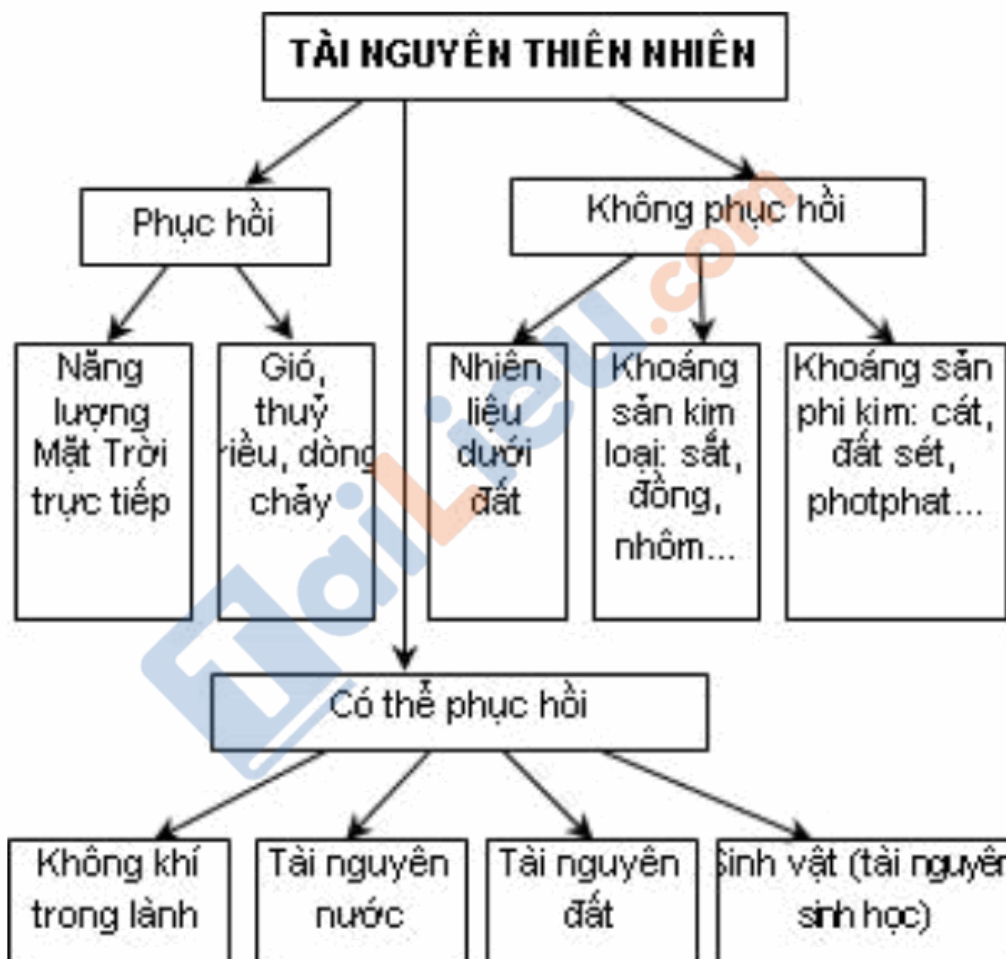 TÀI NGUYÊN THIÊN NHIÊN
Phục hồi
Không phục hồi
Năng
lượng
Mặt Trời
trực tiếp
Gió,
thuỷ
riều, dòng
chảy
Nhiên
liệu
dưới
đất
Khoáng
sản kim
loại: sắt,
đồng,
nhôm...
Khoáng sản
phi kim: cát,
đất sét,
photphat...
TaiLieu.com
Có thể phục hồi
Không khí
trong lành
Tài nguyên
nước
Tài nguyên
đất
Sinh vật (tài nguyên
sinh học)